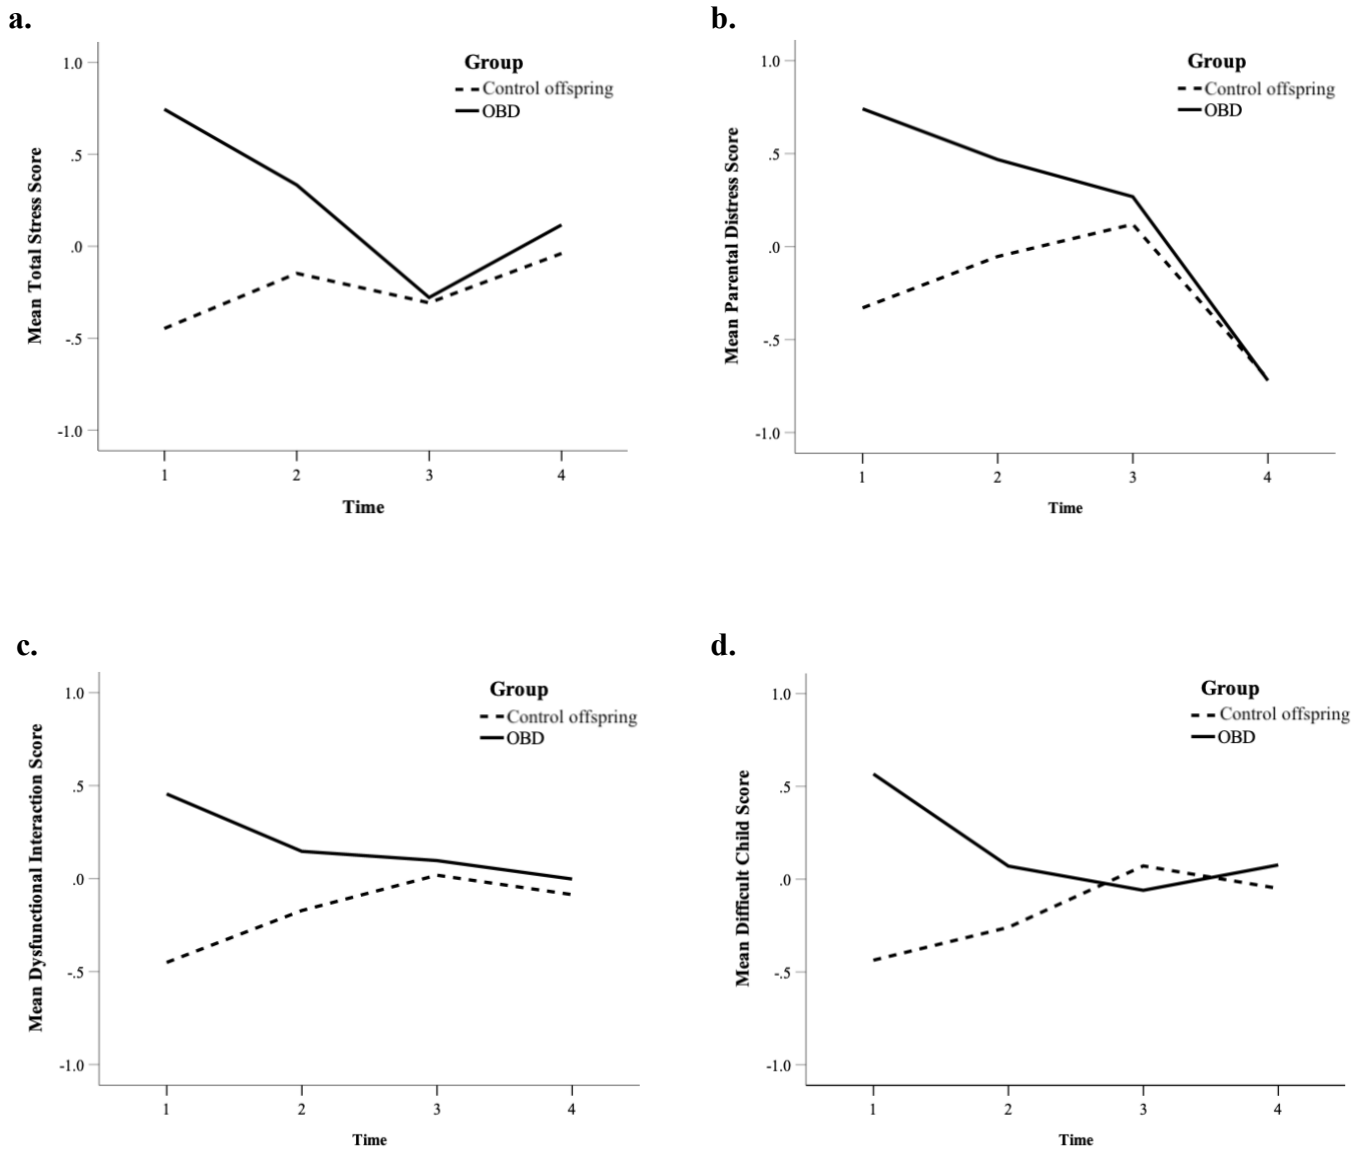 a.
Mean Total Stress Score
1.0
.5
.0
-.5
-1.0
Group
Control offspring
OBD
1 2 3 4
Time
b.
Mean Parental Distress Score
1.0
.5
.0
-.5
-1.0
Group
Control offspring
OBD
1 2 3 4
Time
c.
Mean Dysfunctional Interaction Score
1.0
.5
.0
-.5
-1.0
Group
Control offspring
OBD
1 2 3 4
Time
d.
Mean Difficult Child Score
1.0
.5
.0
-.5
-1.0
Group
Control offspring
OBD
1 2 3 4
Time